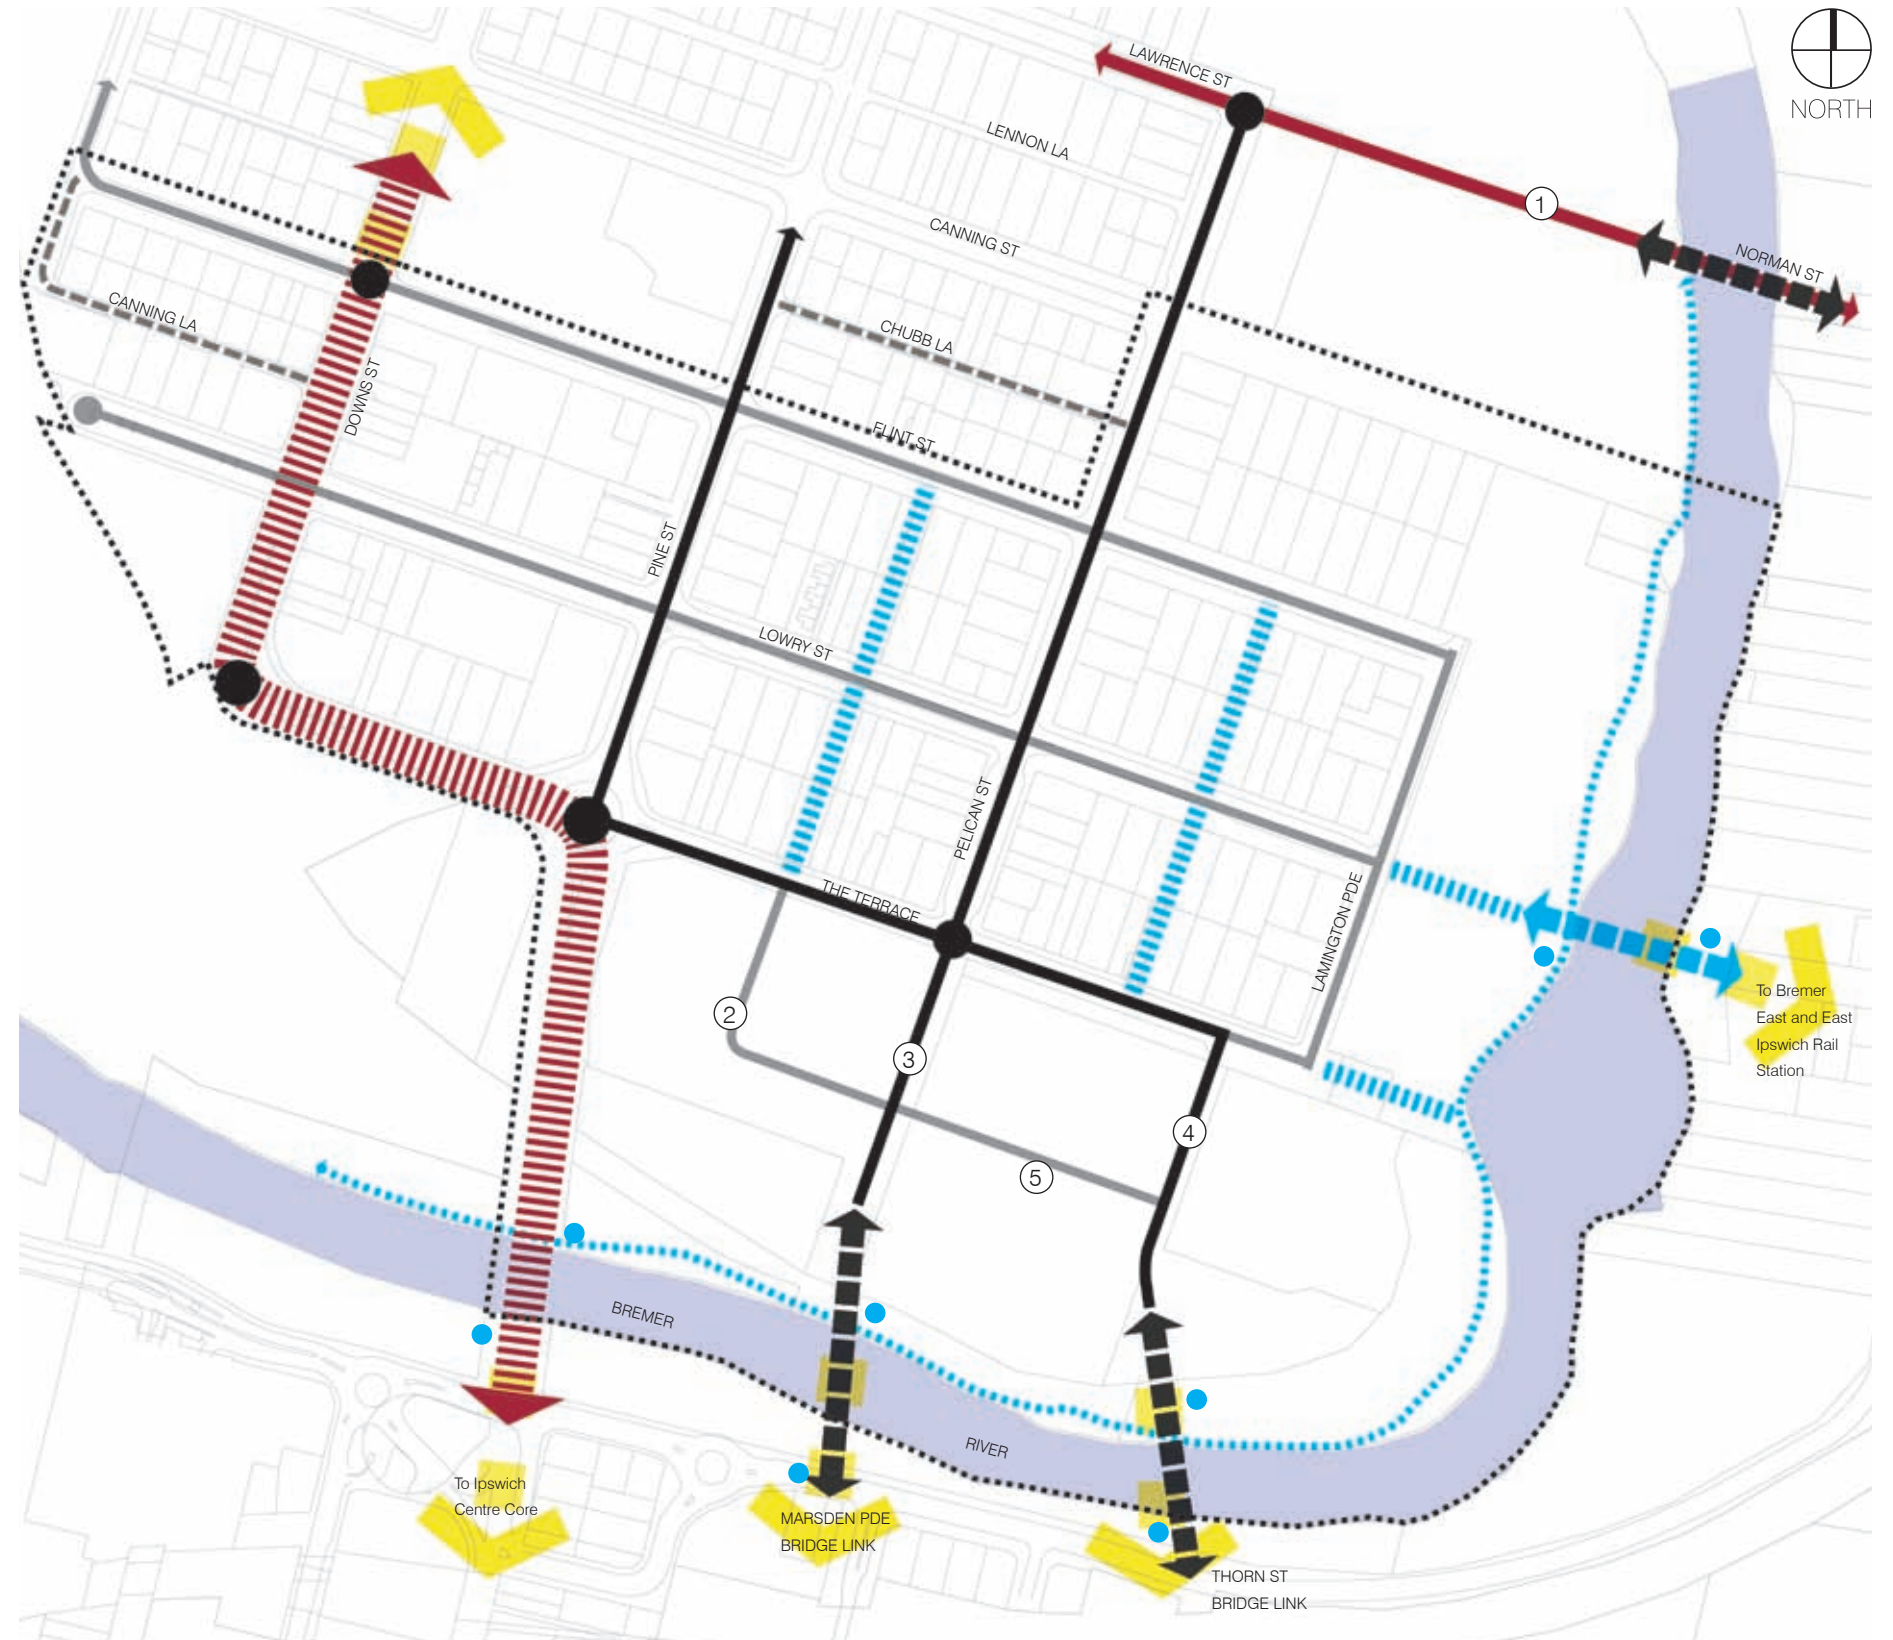 LAWRENCE ST
NORTH
LENNON LA
1
CANNING ST
NORMAN ST
CANNING LA
CHUBB LA
DOWNS ST
FLINT ST
PINE ST
LOWRY ST
PELICAN ST
THE TERRACE
LAMINGTON PDE
To Bremer
East and East
Ipswich Rail
Station
2
3
4
5
BREMER
RIVER
To Ipswich
Centre Core
MARSDEN PDE
BRIDGE LINK
THORN ST
BRIDGE LINK